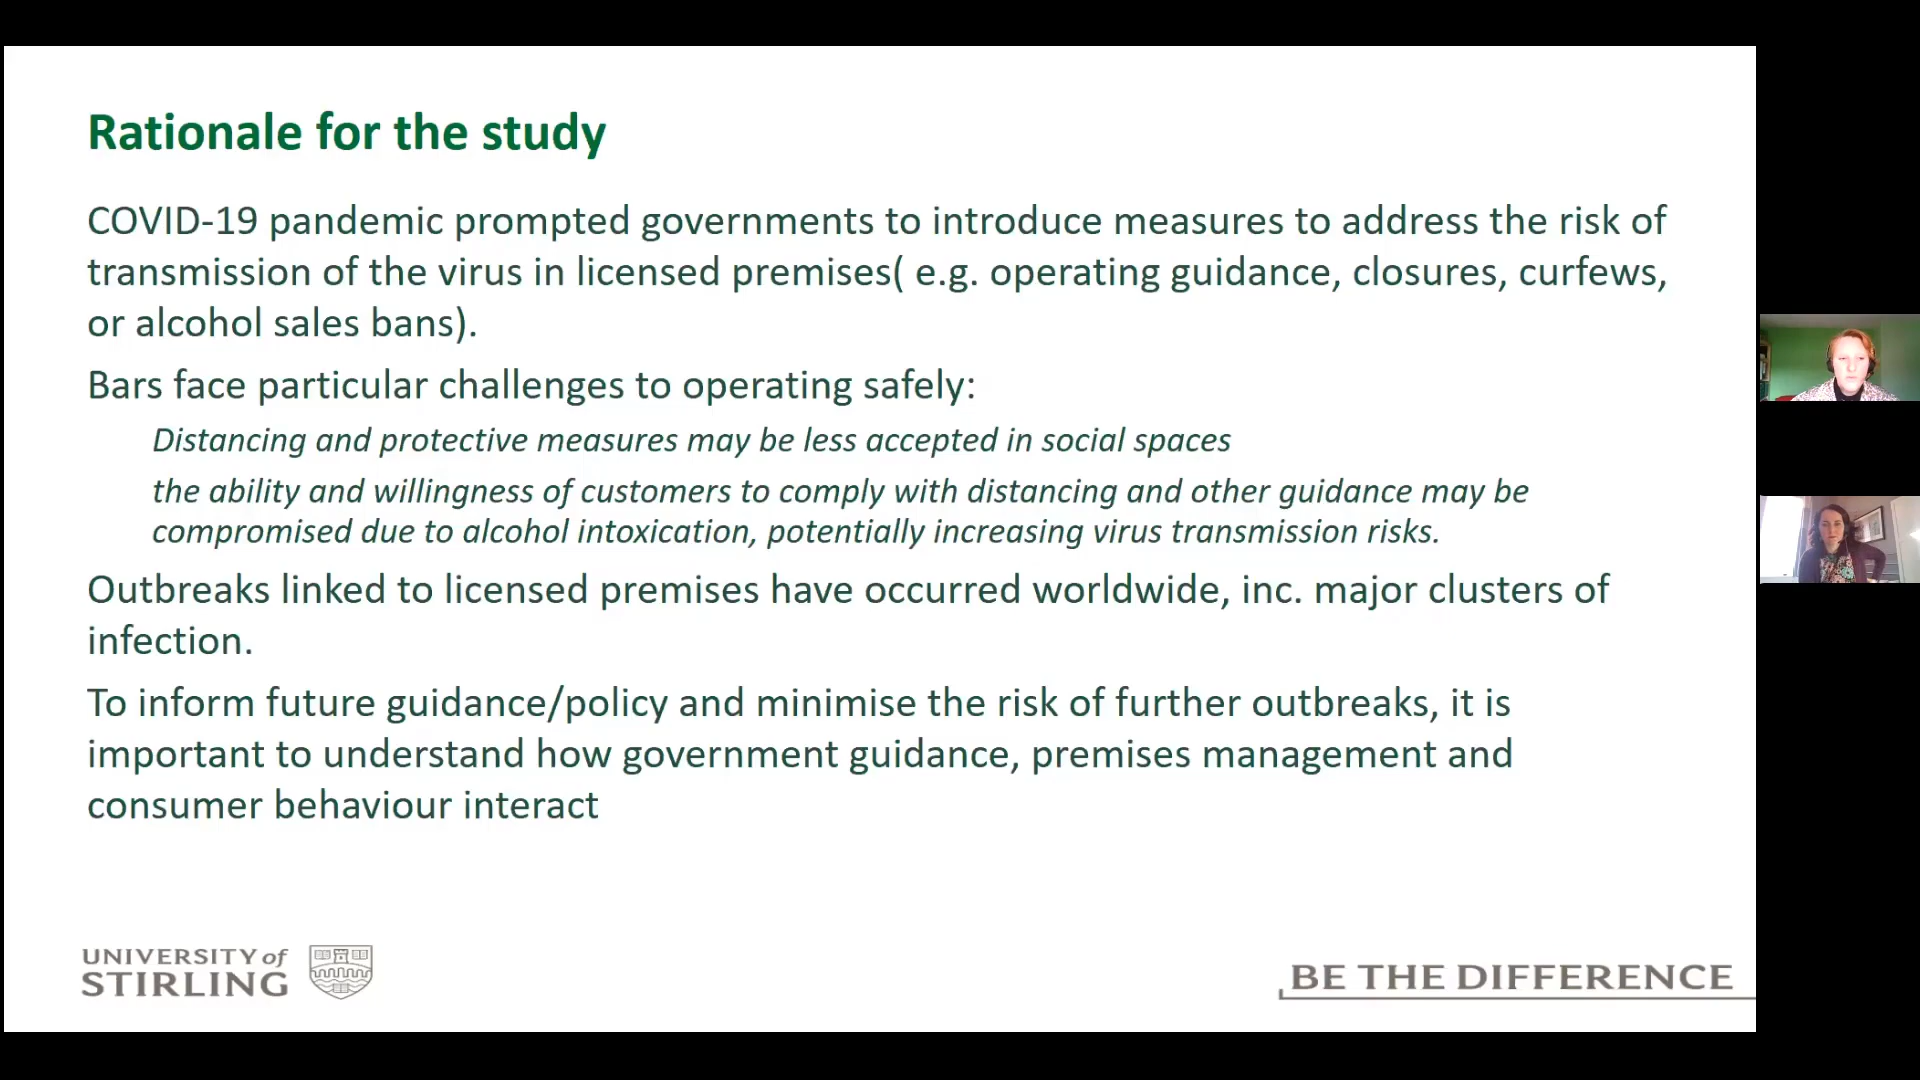 Rationale for the study
COVID-19 pandemic prompted governments to introduce measures to address the risk of
transmission of the virus in licensed premises( e.g. operating guidance, closures, curfews,
or alcohol sales bans).
Bars face particular challenges to operating safely:
Distancing and protective measures may be less accepted in social spaces
the ability and willingness of customers to comply with distancing and other guidance may be
compromised due to alcohol intoxication, potentially increasing virus transmission risks.
Outbreaks linked to licensed premises have occurred worldwide, inc. major clusters of
infection.
To inform future guidance/policy and minimise the risk of further outbreaks, it is
important to understand how government guidance, premises management and
consumer behaviour interact
UNIVERSITY of
STIRLING
BE THE DIFFERENCE